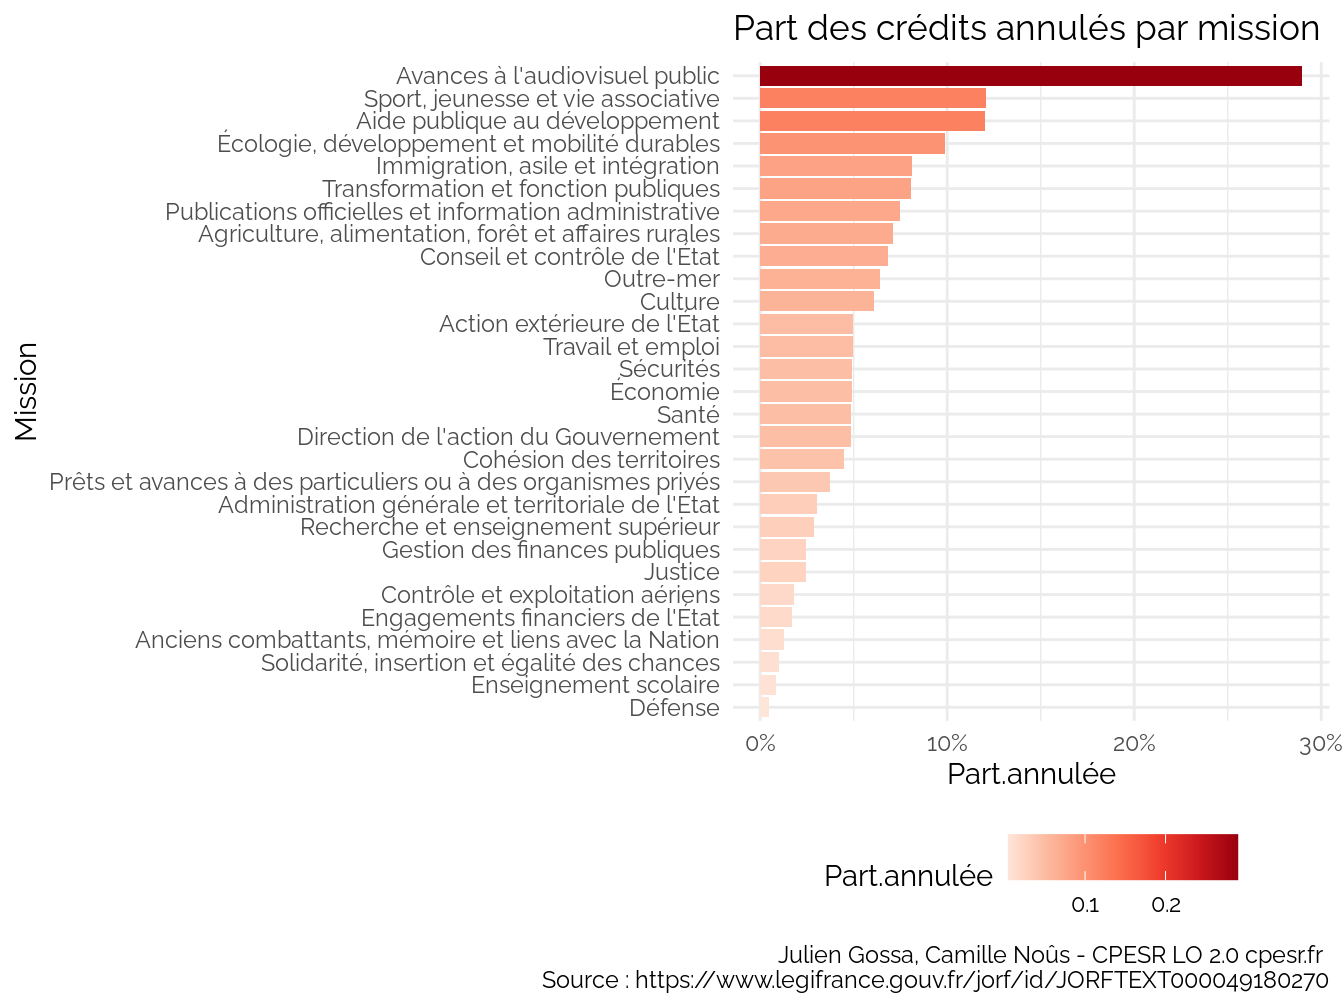 Part des crédits annulés par mission
Mission
Avances à l'audiovisuel public
Sport, jeunesse et vie associative
Aide publique au développement
Écologie, développement et mobilité durables
Immigration, asile et intégration
Transformation et fonction publiques
Publications officielles et information administrative
Agriculture, alimentation, forêt et affaires rurales
Conseil et contrôle de l'État
Outre-mer
Culture
Action extérieure de l'État
Travail et emploi
Sécurités
Économie
Santé
Direction de l'action du Gouvernement
Cohésion des territoires
Prêts et avances à des particuliers ou à des organismes privés
Administration générale et territoriale de l'État
Recherche et enseignement supérieur
Gestion des finances publiques
Justice
Contrôle et exploitation aériens
Engagements financiers de l'État
Anciens combattants, mémoire et liens avec la Nation
Solidarité, insertion et égalité des chances
Enseignement scolaire
Défense
0% 10% 20% 30%
Part.annulée
Part.annulée
0.1 0.2
Julien Gossa, Camille Noûs - CPESR LO 2.0 cpesr.fr
Source : https://www.legifrance.gouv.fr/jorf/id/JORFTEXT000049180270